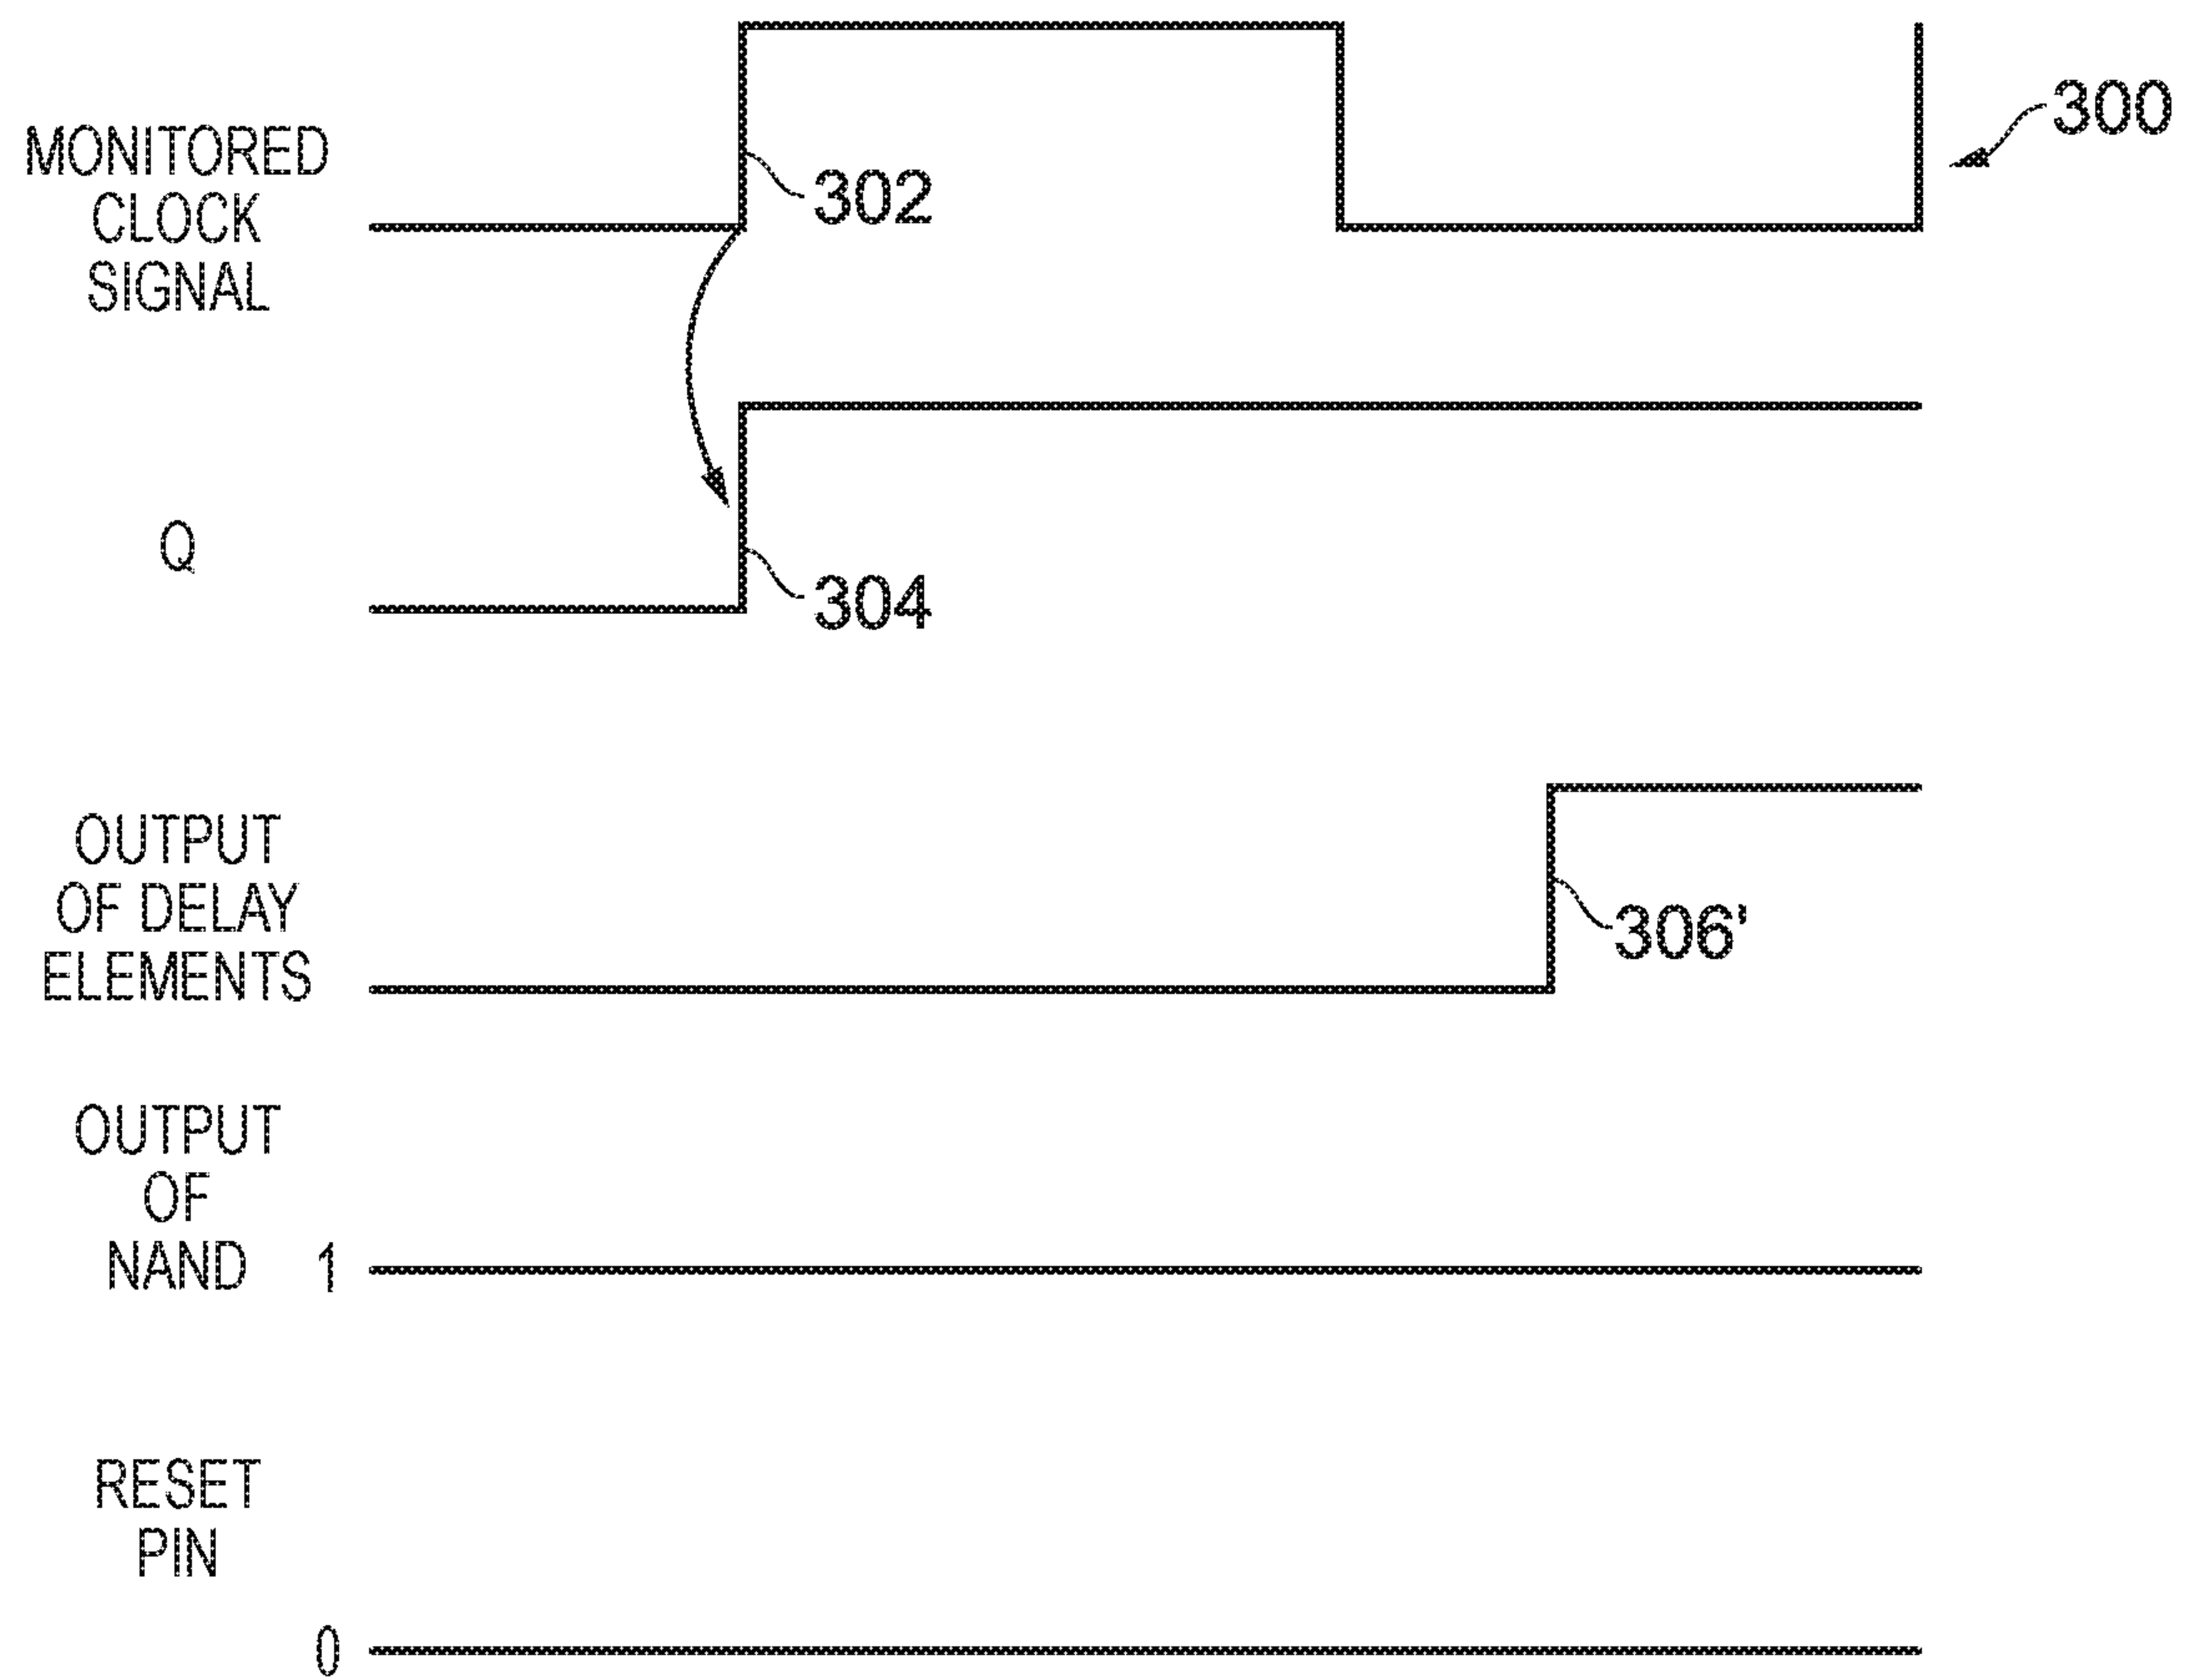 300
MONITORED
CLOCK
SIGNAL
302
Q
304
OUTPUT
OF DELAY
ELEMENTS
306'
OUTPUT
OF
NAND 1
RESET
PIN
0